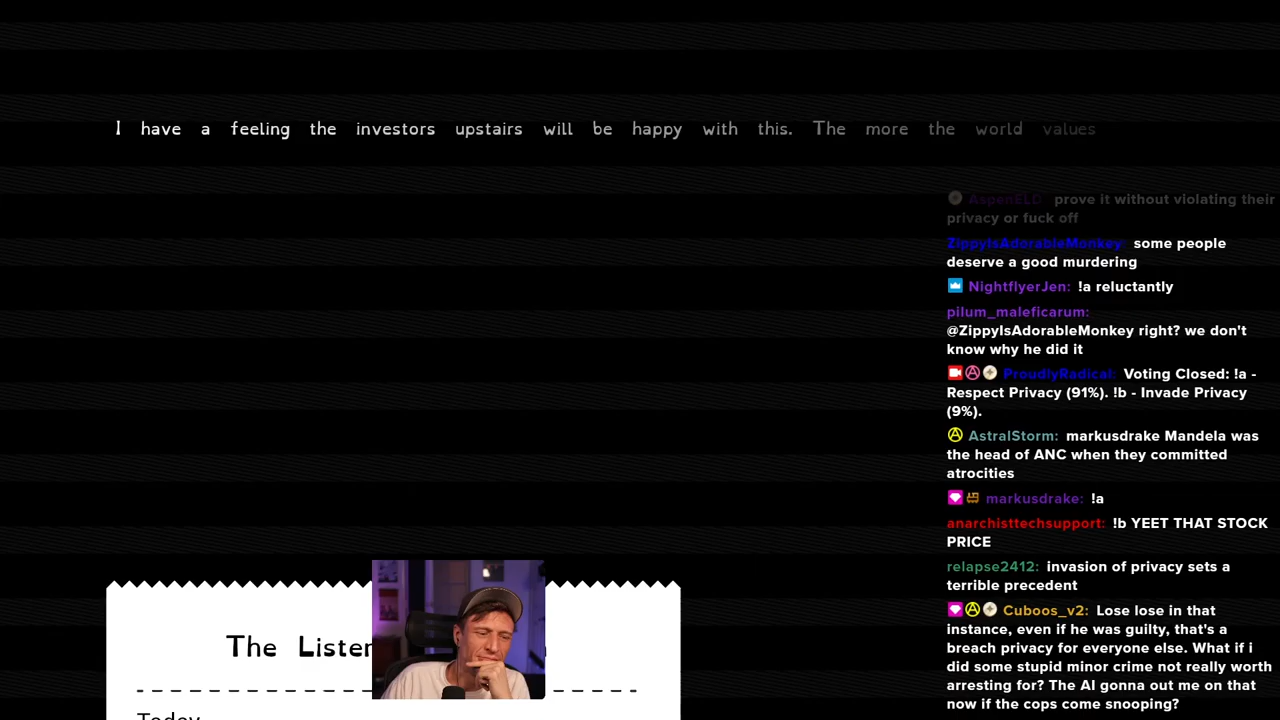 I have a feeling the investors upstairs will be happy with this. The more the world values
AspenELD: prove it without violating their
privacy or fuck off
ZippyIsAdorableMonkey: some people
deserve a good murdering
NightflyerJen: !a reluctantly
pilum_maleficarum:
@ZippyIsAdorableMonkey right? we don't
know why he did it
ProudlyRadical: Voting Closed: !a -
Respect Privacy (91%). !b - Invade Privacy
(9%).
AstralStorm: markusdrake Mandela was
the head of ANC when they committed
atrocities
markusdrake: !a
anarchisttechsupport: !b YEET THAT STOCK
PRICE
relapse2412: invasion of privacy sets a
terrible precedent
Cuboos_v2: Lose lose in that
instance, even if he was guilty, that's a
breach privacy for everyone else. What if i
did some stupid minor crime not really worth
arresting for? The AI gonna out me on that
now if the cops come snooping?
The Listen
Today